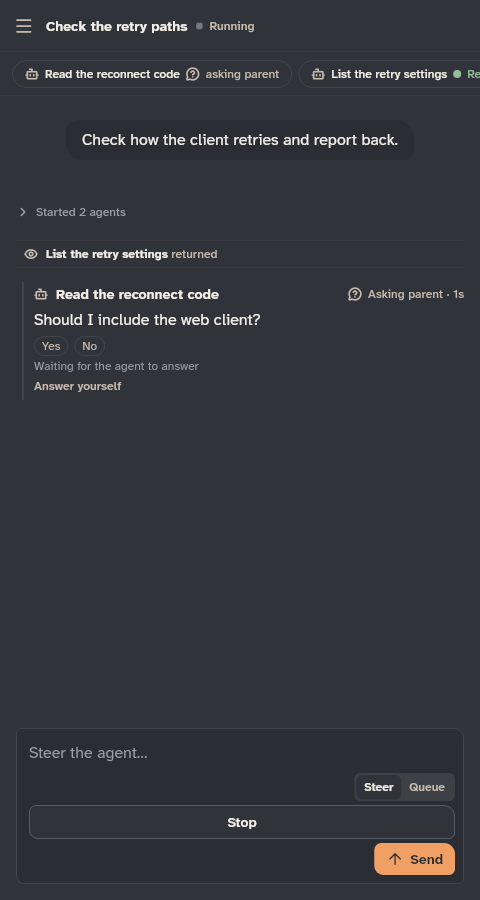 Check the retry paths Running
Read the reconnect code asking parent List the retry settings Re
Check how the client retries and report back.
Started 2 agents
List the retry settings returned
Read the reconnect code Asking parent · 1s
Should I include the web client?
Yes No
Waiting for the agent to answer
Answer yourself
Steer the agent...
Steer Queue
Stop
Send